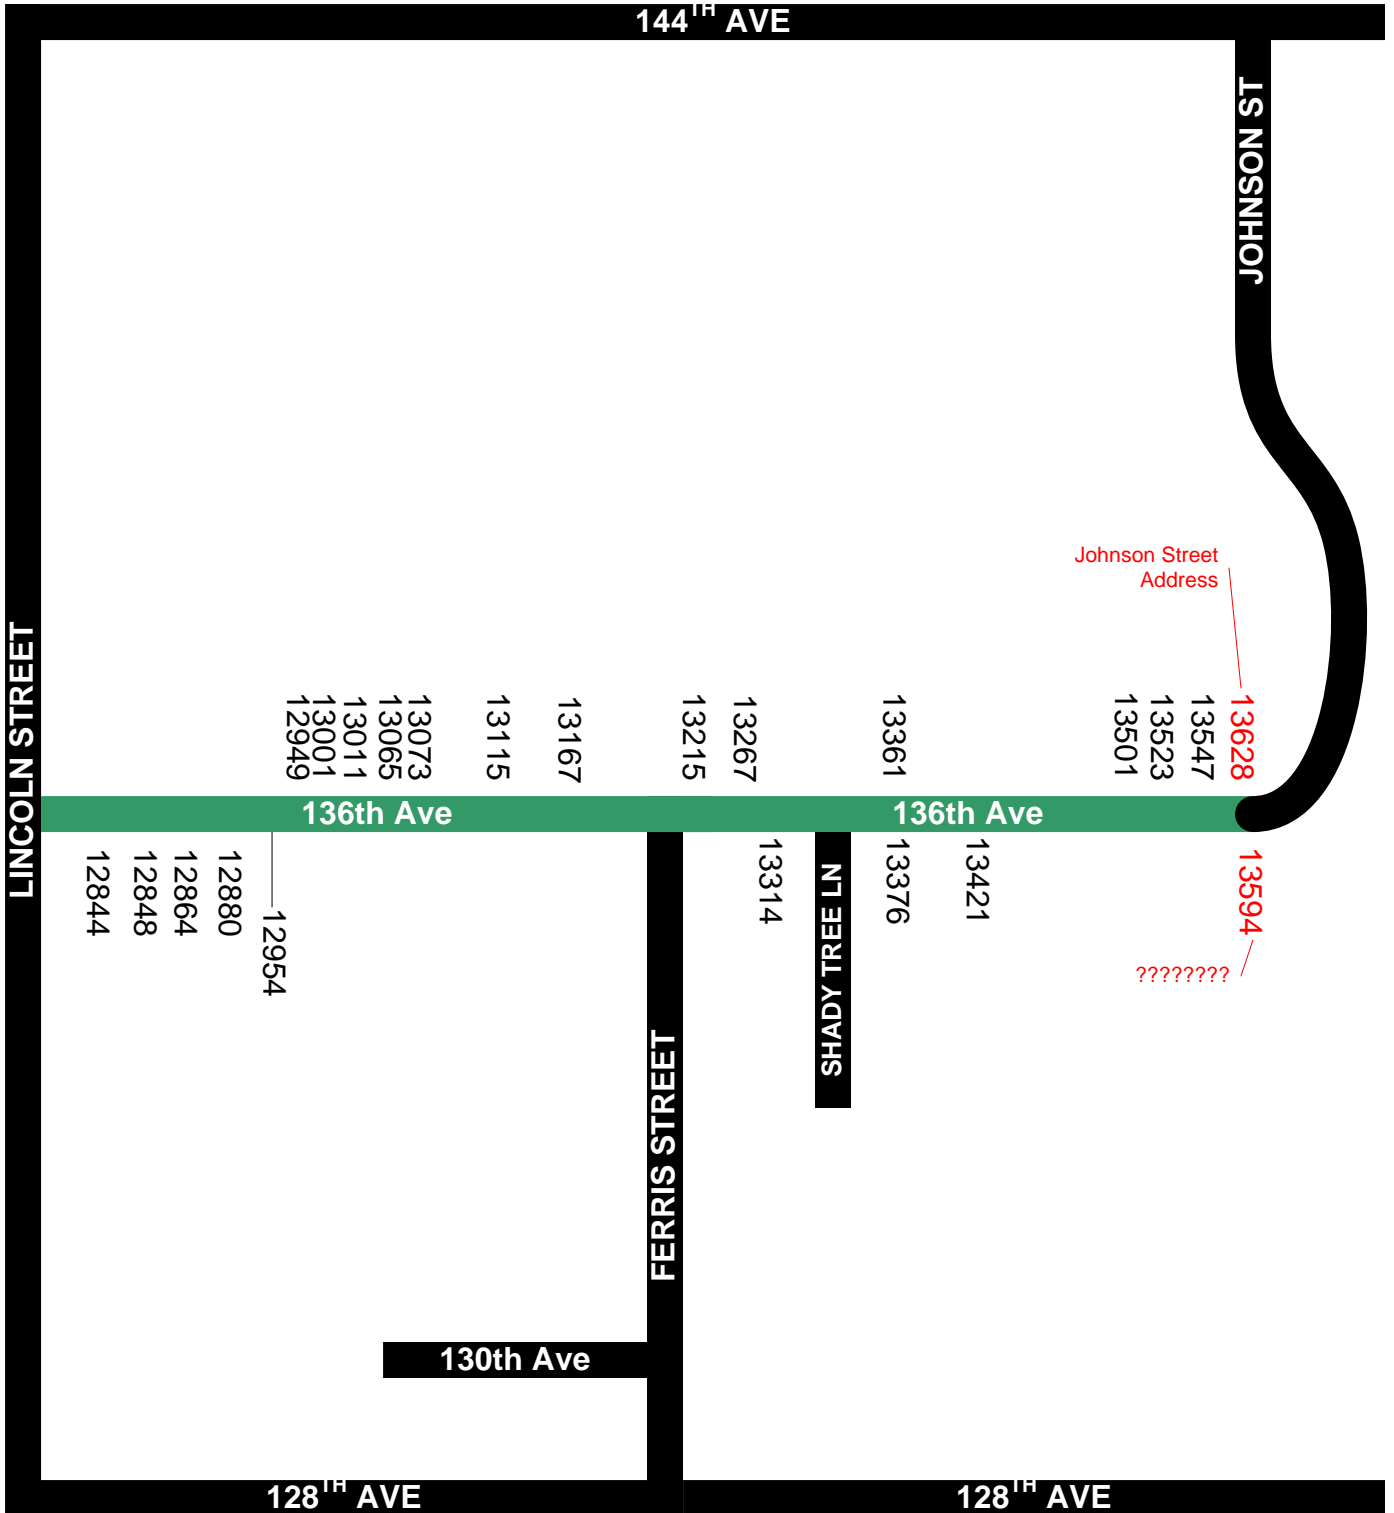 144TH AVE
JOHNSON ST
Johnson Street
Address
LINCOLN STREET
12949
13001
13011
13065
13073
13115
13167
13215
13267
13361
13501
13523
13547
13628
136th Ave
136th Ave
12844
12848
12864
12880
12954
13314
SHADY TREE LN
13376
13421
13594
????????
FERRIS STREET
130th Ave
128TH AVE
128TH AVE